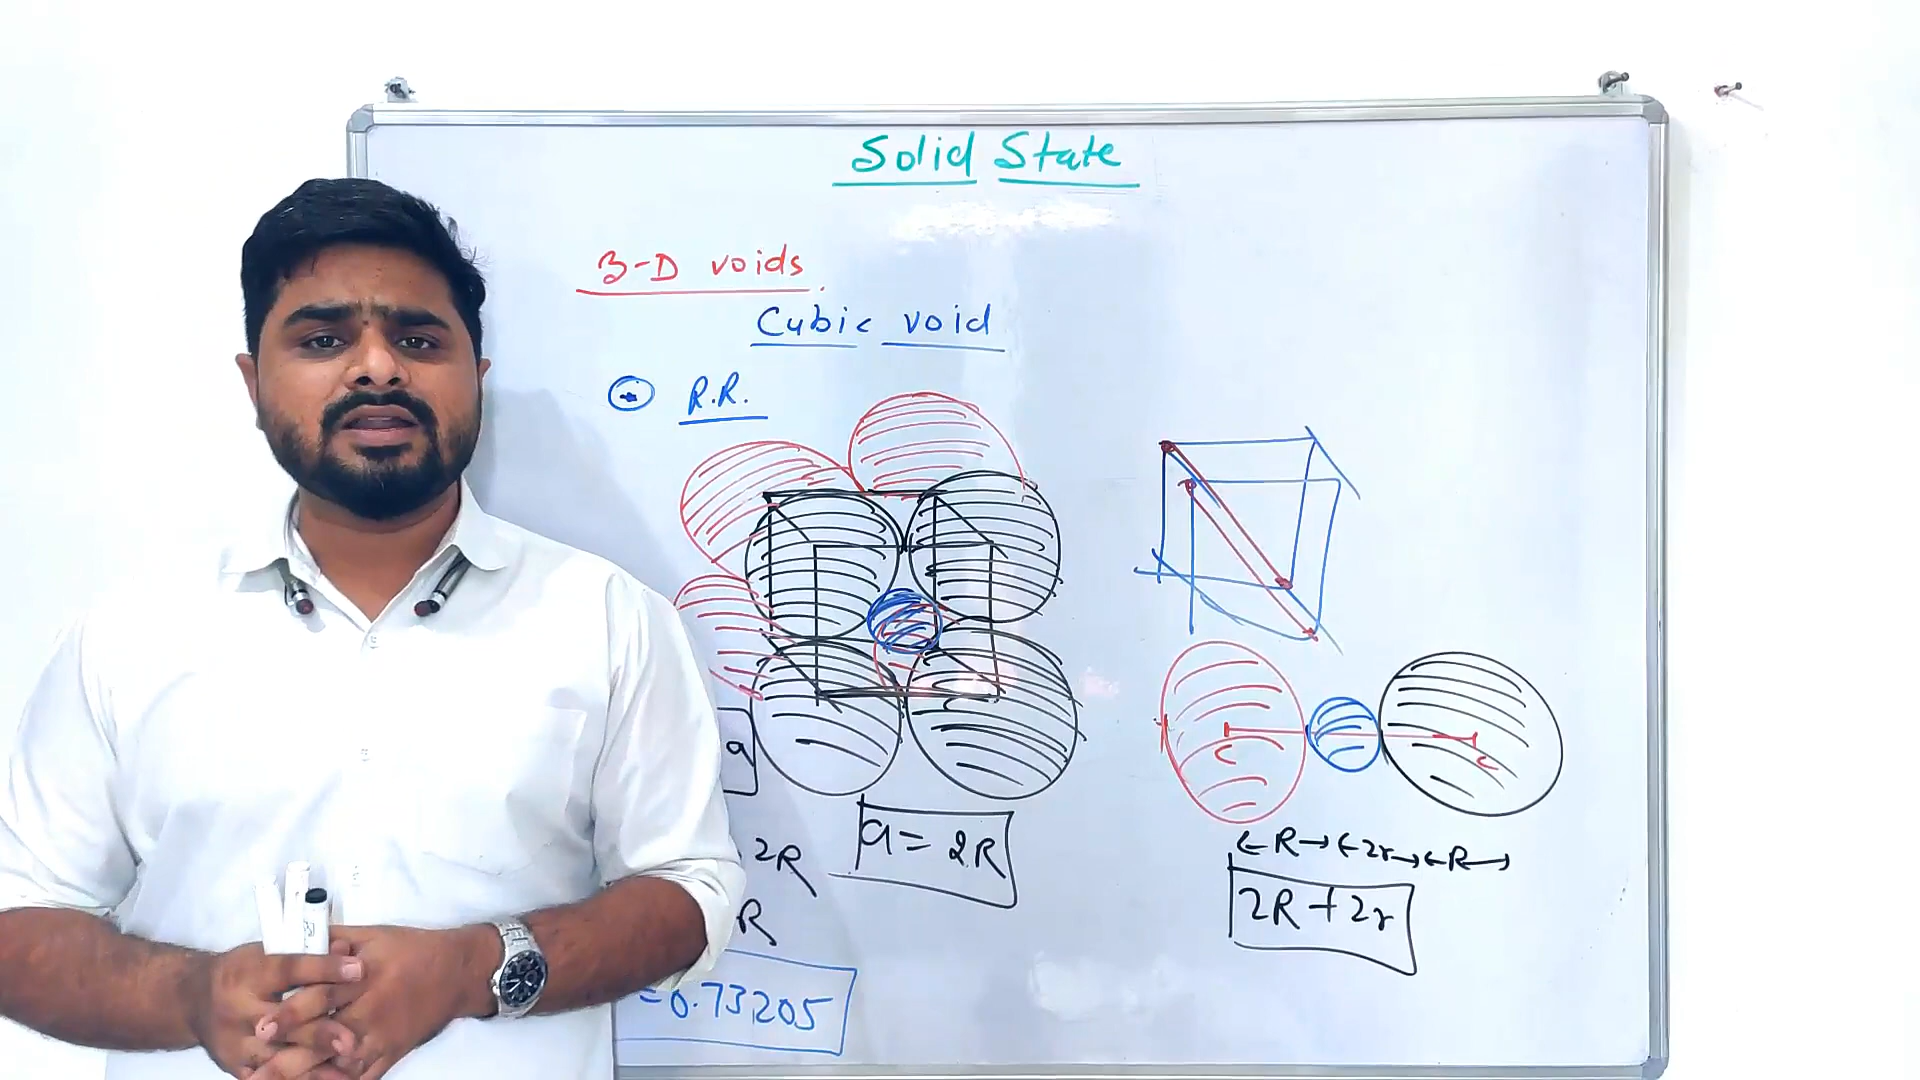 Solid State
3-D voids
Cubic void
R.R.
a
a = 2R
2R
R
= 0.73205
C
C
←R→←2r→←R→
2R + 2r